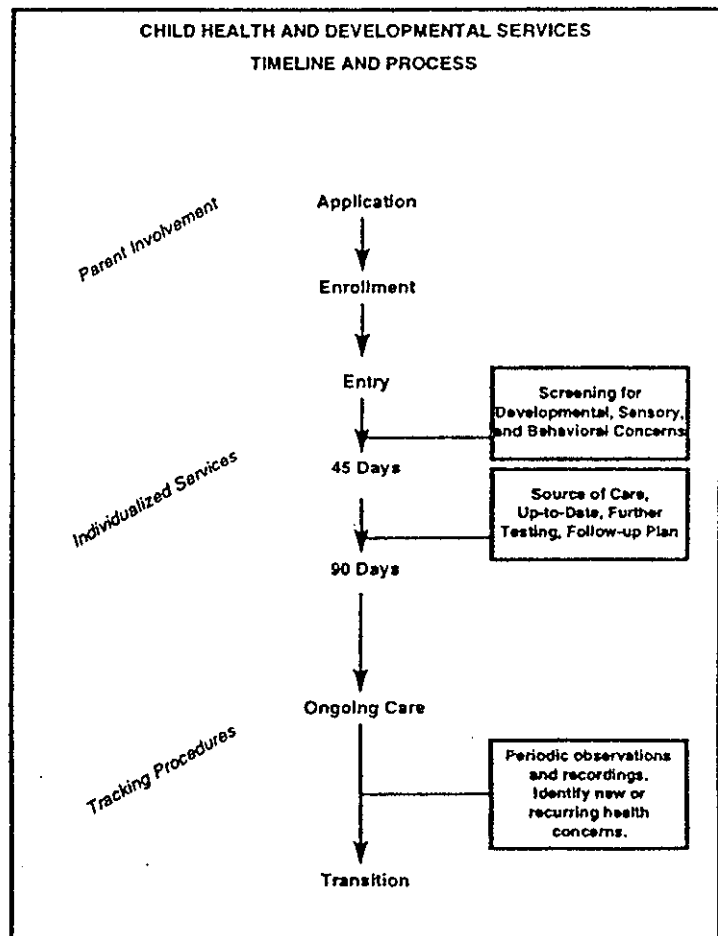 CHILD HEALTH AND DEVELOPMENTAL SERVICES
TIMELINE AND PROCESS
Parent Involvement
Application
Enrollment
Entry
Screening for
Developmental, Sensory,
and Behavioral Concerns
Individualized Services
45 Days
Source of Care,
Up-to-Date, Further
Testing, Follow-up Plan
90 Days
Ongoing Care
Tracking Procedures
Periodic observations
and recordings.
Identify new or
recurring health
concerns.
Transition